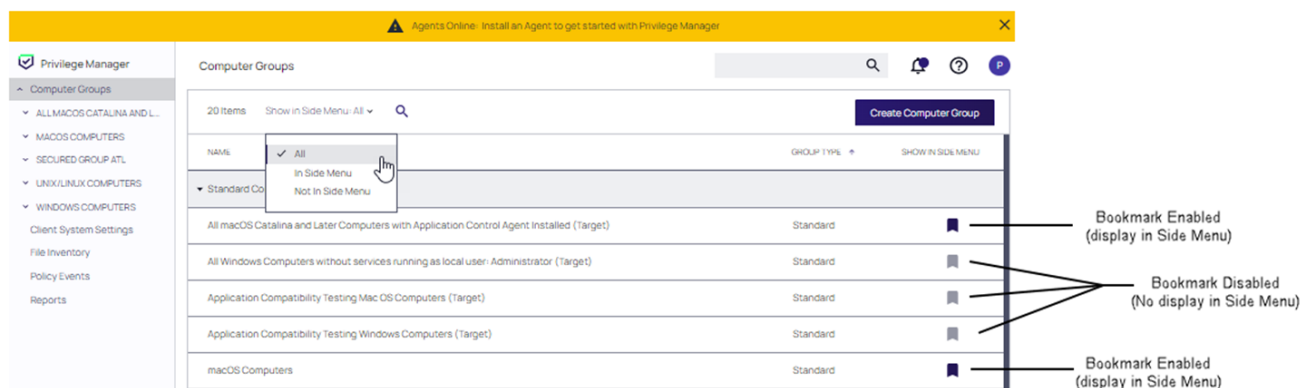 Agents Online: Install an Agent to get started with Privilege Manager
Privilege Manager
Computer Groups
P
Computer Groups
ALL MACOS CATALINA AND L...
MACOS COMPUTERS
SECURED GROUP ATL
UNIX/LINUX COMPUTERS
WINDOWS COMPUTERS
Client System Settings
File Inventory
Policy Events
Reports
20 Items Show in Side Menu: All
Create Computer Group
NAME GROUP TYPE SHOW IN SIDE MENU
All
In Side Menu
Not In Side Menu
Standard Co
All macOS Catalina and Later Computers with Application Control Agent Installed (Target) Standard
All Windows Computers without services running as local user: Administrator (Target) Standard
Application Compatibility Testing Mac OS Computers (Target) Standard
Application Compatibility Testing Windows Computers (Target) Standard
macOS Computers Standard
Bookmark Enabled
(display in Side Menu)
Bookmark Disabled
(No display in Side Menu)
Bookmark Enabled
(display in Side Menu)